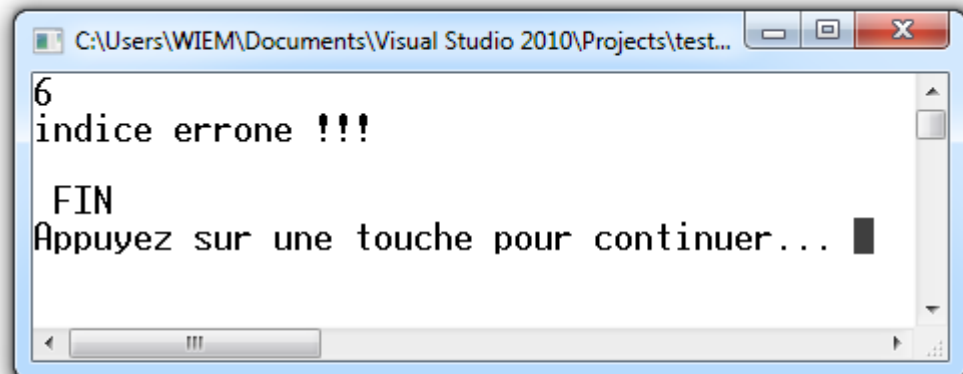 C:\Users\WIEM\Documents\Visual Studio 2010\Projects\test...
6
indice errone !!!
FIN
Appuyez sur une touche pour continuer...